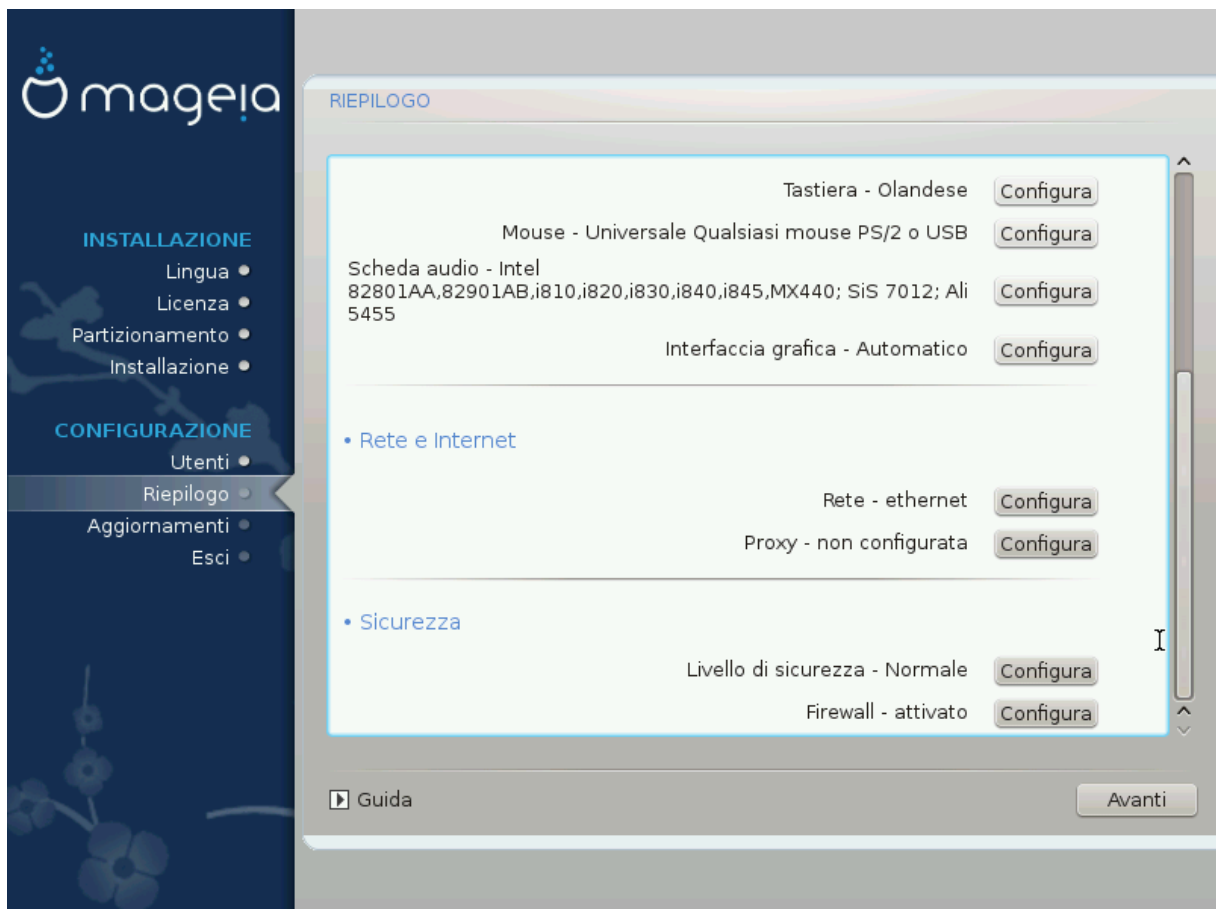 mageia
INSTALLAZIONE
Lingua
Licenza
Partizionamento
Installazione
CONFIGURAZIONE
Utenti
Riepilogo
Aggiornamenti
Esci
RIEPILOGO
Tastiera - Olandese Configura
Mouse - Universale Qualsiasi mouse PS/2 o USB Configura
Scheda audio - Intel
82801AA,82901AB,i810,i820,i830,i840,i845,MX440; SiS 7012; Ali Configura
5455
Interfaccia grafica - Automatico Configura
• Rete e Internet
Rete - ethernet Configura
Proxy - non configurata Configura
• Sicurezza
Livello di sicurezza - Normale Configura
Firewall - attivato Configura
Guida
Avanti